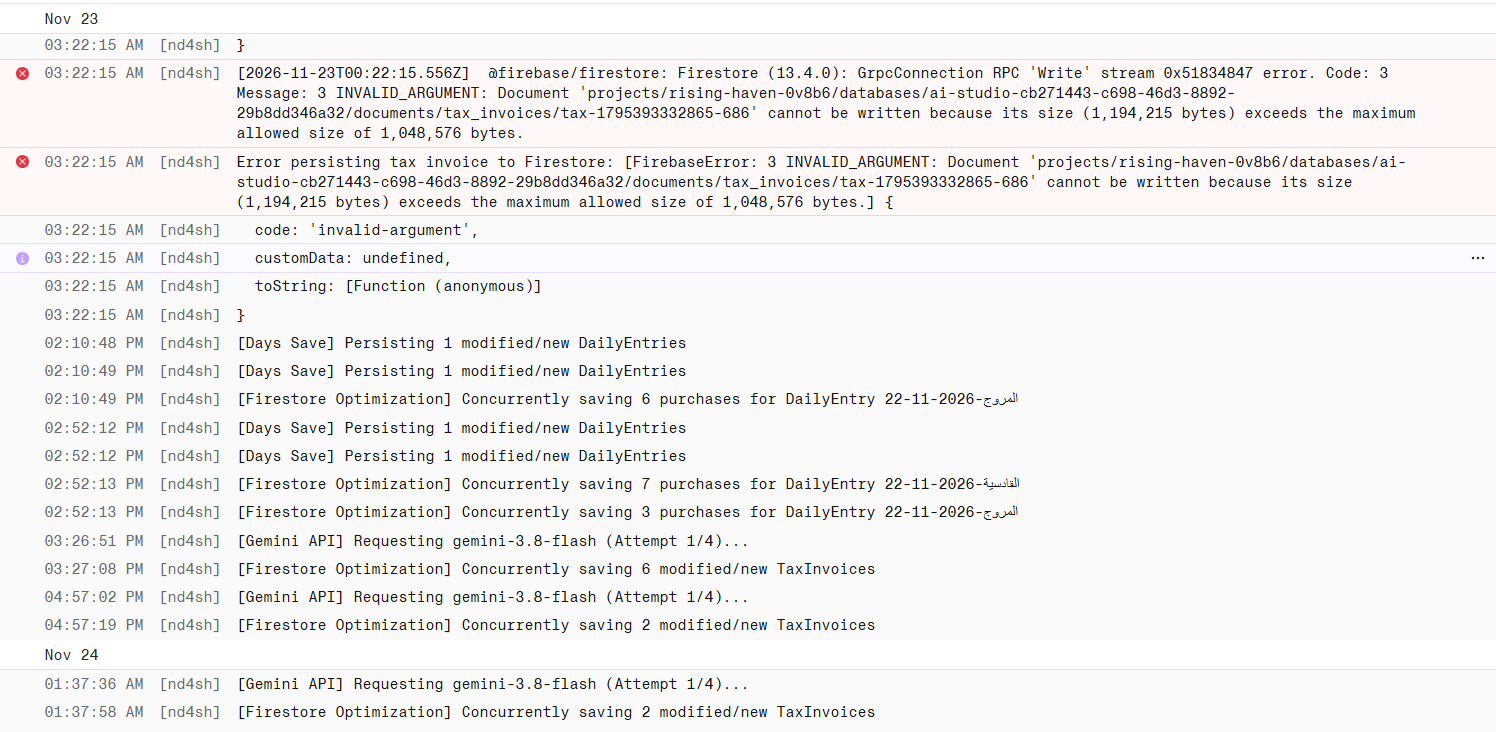 Nov 23
03:22:15 AM [nd4sh] }
03:22:15 AM [nd4sh] [2026-11-23T00:22:15.556Z]  @firebase/firestore: Firestore (13.4.0): GrpcConnection RPC 'Write' stream 0x51834847 error. Code: 3
Message: 3 INVALID_ARGUMENT: Document 'projects/rising-haven-0v8b6/databases/ai-studio-cb271443-c698-46d3-8892-
29b8dd346a32/documents/tax_invoices/tax-1795393332865-686' cannot be written because its size (1,194,215 bytes) exceeds the maximum
allowed size of 1,048,576 bytes.
03:22:15 AM [nd4sh] Error persisting tax invoice to Firestore: [FirebaseError: 3 INVALID_ARGUMENT: Document 'projects/rising-haven-0v8b6/databases/ai-
studio-cb271443-c698-46d3-8892-29b8dd346a32/documents/tax_invoices/tax-1795393332865-686' cannot be written because its size
(1,194,215 bytes) exceeds the maximum allowed size of 1,048,576 bytes.] {
03:22:15 AM [nd4sh] code: 'invalid-argument',
03:22:15 AM [nd4sh] customData: undefined,
03:22:15 AM [nd4sh] toString: [Function (anonymous)]
03:22:15 AM [nd4sh] }
02:10:48 PM [nd4sh] [Days Save] Persisting 1 modified/new DailyEntries
02:10:49 PM [nd4sh] [Days Save] Persisting 1 modified/new DailyEntries
02:10:49 PM [nd4sh] [Firestore Optimization] Concurrently saving 6 purchases for DailyEntry 22-11-2026-المروج
02:52:12 PM [nd4sh] [Days Save] Persisting 1 modified/new DailyEntries
02:52:12 PM [nd4sh] [Days Save] Persisting 1 modified/new DailyEntries
02:52:13 PM [nd4sh] [Firestore Optimization] Concurrently saving 7 purchases for DailyEntry 22-11-2026-القادسية
02:52:13 PM [nd4sh] [Firestore Optimization] Concurrently saving 3 purchases for DailyEntry 22-11-2026-المروج
03:26:51 PM [nd4sh] [Gemini API] Requesting gemini-3.8-flash (Attempt 1/4)...
03:27:08 PM [nd4sh] [Firestore Optimization] Concurrently saving 6 modified/new TaxInvoices
04:57:02 PM [nd4sh] [Gemini API] Requesting gemini-3.8-flash (Attempt 1/4)...
04:57:19 PM [nd4sh] [Firestore Optimization] Concurrently saving 2 modified/new TaxInvoices
Nov 24
01:37:36 AM [nd4sh] [Gemini API] Requesting gemini-3.8-flash (Attempt 1/4)...
01:37:58 AM [nd4sh] [Firestore Optimization] Concurrently saving 2 modified/new TaxInvoices